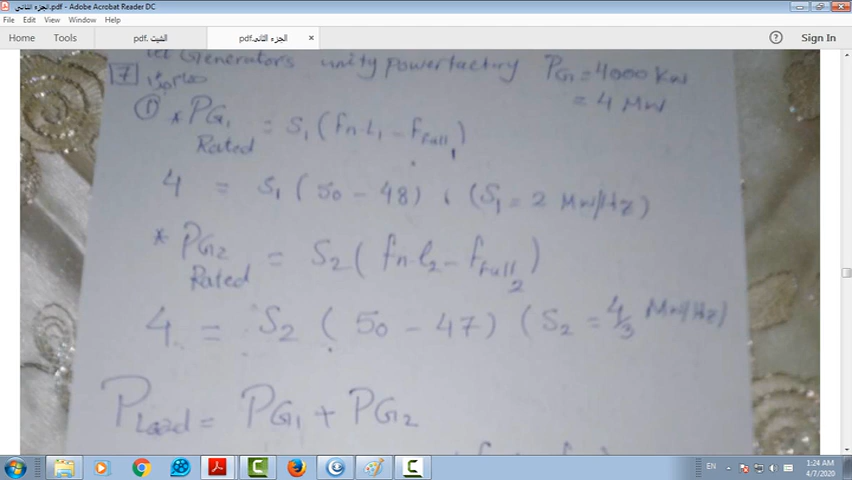 الجزء الثاني.pdf - Adobe Acrobat Reader DC
File Edit View Window Help
Home Tools الشيت.pdf الجزء الثاني.pdf × Sign In
Generators unity powerfactory PG1 = 4000 KW
7
= 4 MW
① * PG1 Rated = S1 (fn.l1 - Ffull1)
4 = S1 (50 - 48) , (S1 = 2 MW/HZ)
* PG2 Rated = S2 (fn.l2 - Ffull2)
4 = S2 (50 - 47) (S2 = 4/3 MW/HZ)
PLoad = PG1 + PG2
EN 1:24 AM
4/7/2020